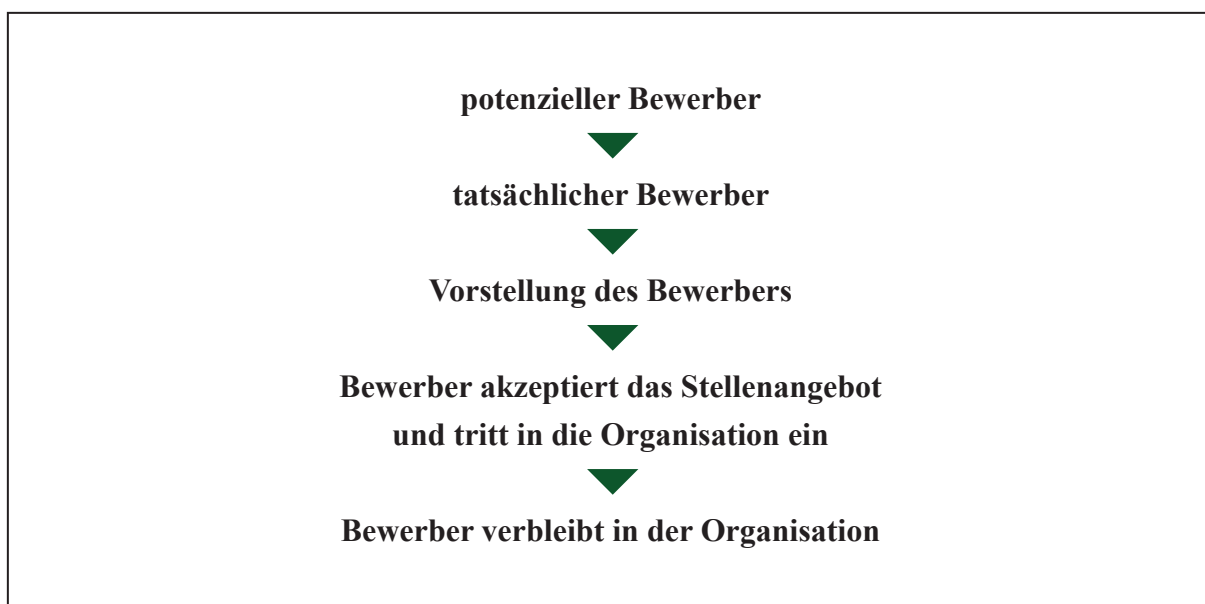 potenzieller Bewerber
tatsächlicher Bewerber
Vorstellung des Bewerbers
Bewerber akzeptiert das Stellenangebot
und tritt in die Organisation ein
Bewerber verbleibt in der Organisation